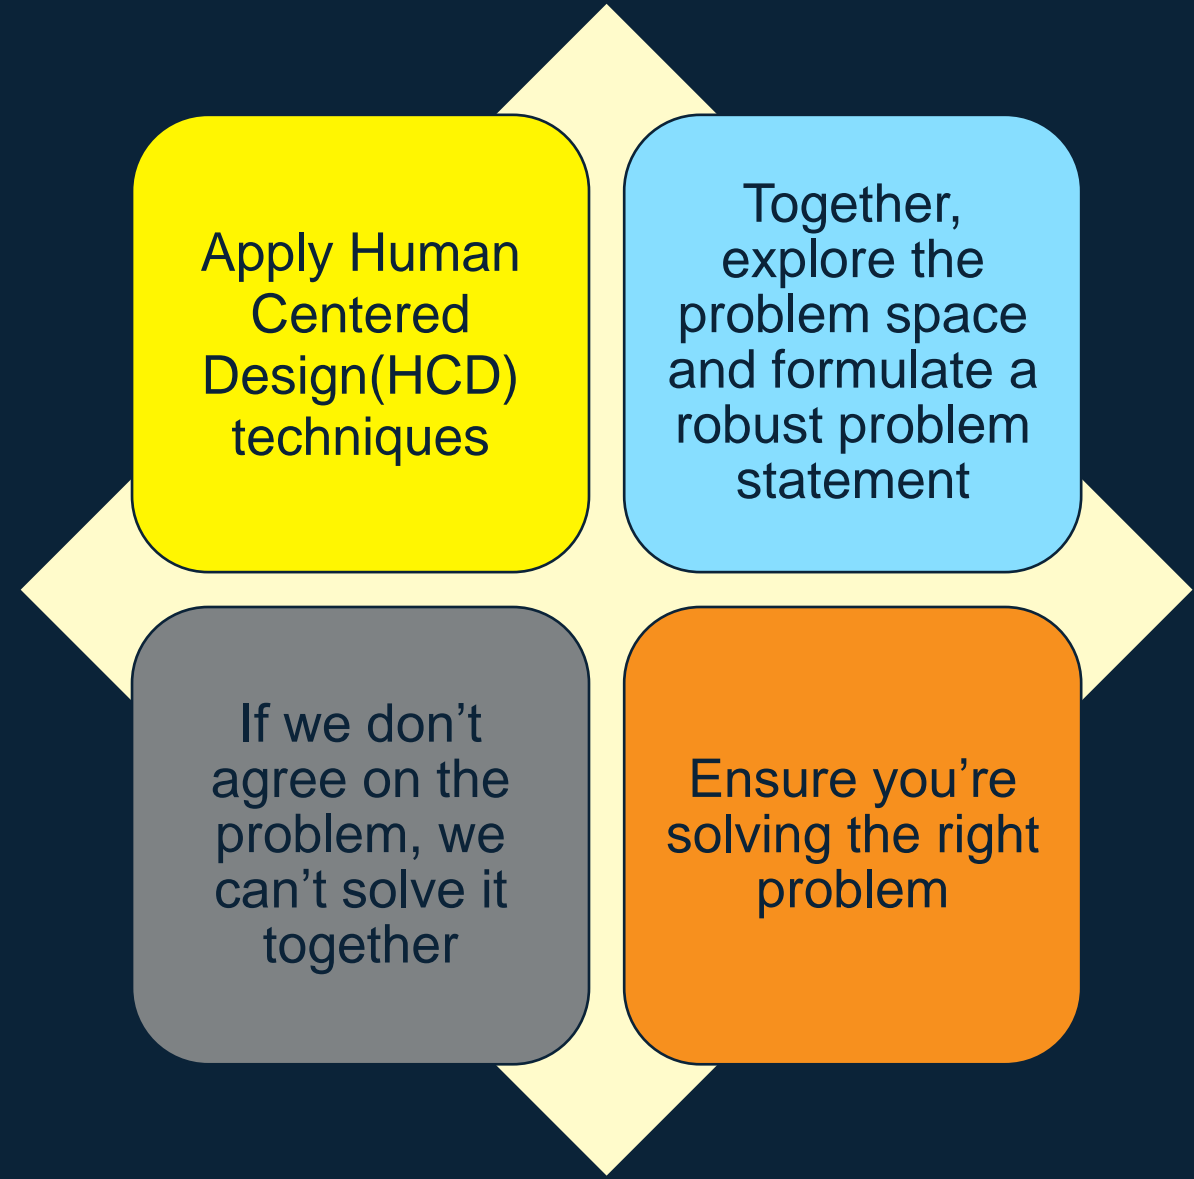 Apply Human
Centered
Design(HCD)
techniques
Together,
explore the
problem space
and formulate a
robust problem
statement
If we don’t
agree on the
problem, we
can’t solve it
together
Ensure you’re
solving the right
problem